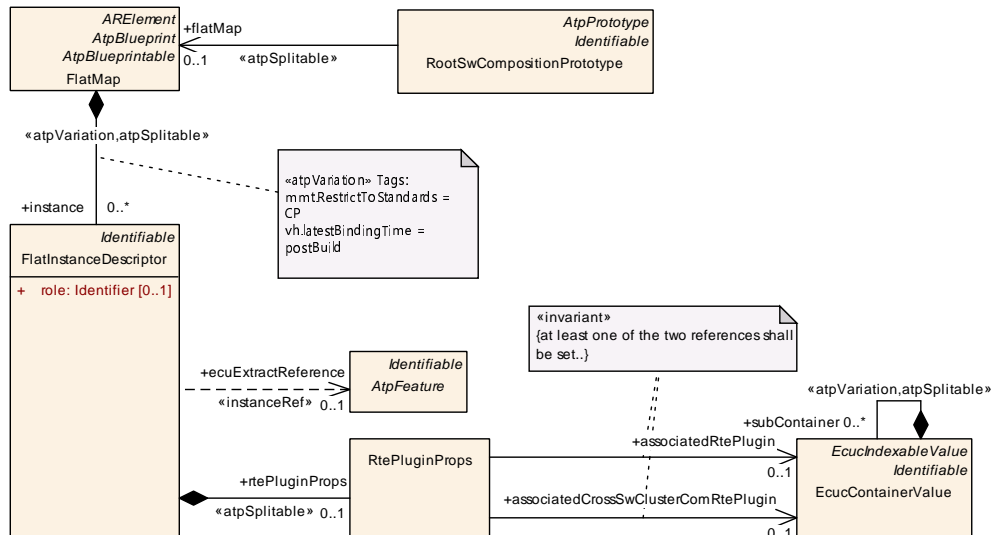 ARElement
AtpBlueprint
AtpBlueprintable
FlatMap
+flatMap
0..1
«atpSplitable»
AtpPrototype
Identifiable
RootSwCompositionPrototype
«atpVariation,atpSplitable»
«atpVariation» Tags:
mmt.RestrictToStandards =
CP
vh.latestBindingTime =
postBuild
+instance
0..*
Identifiable
FlatInstanceDescriptor
+ role: Identifier [0..1]
«invariant»
{at least one of the two references shall
be set..}
+ecuExtractReference
«instanceRef»
0..1
Identifiable
AtpFeature
«atpVariation,atpSplitable»
+subContainer 0..*
+rtePluginProps
«atpSplitable»
0..1
RtePluginProps
+associatedRtePlugin
0..1
+associatedCrossSwClusterComRtePlugin
0..1
EcucIndexableValue
Identifiable
EcucContainerValue